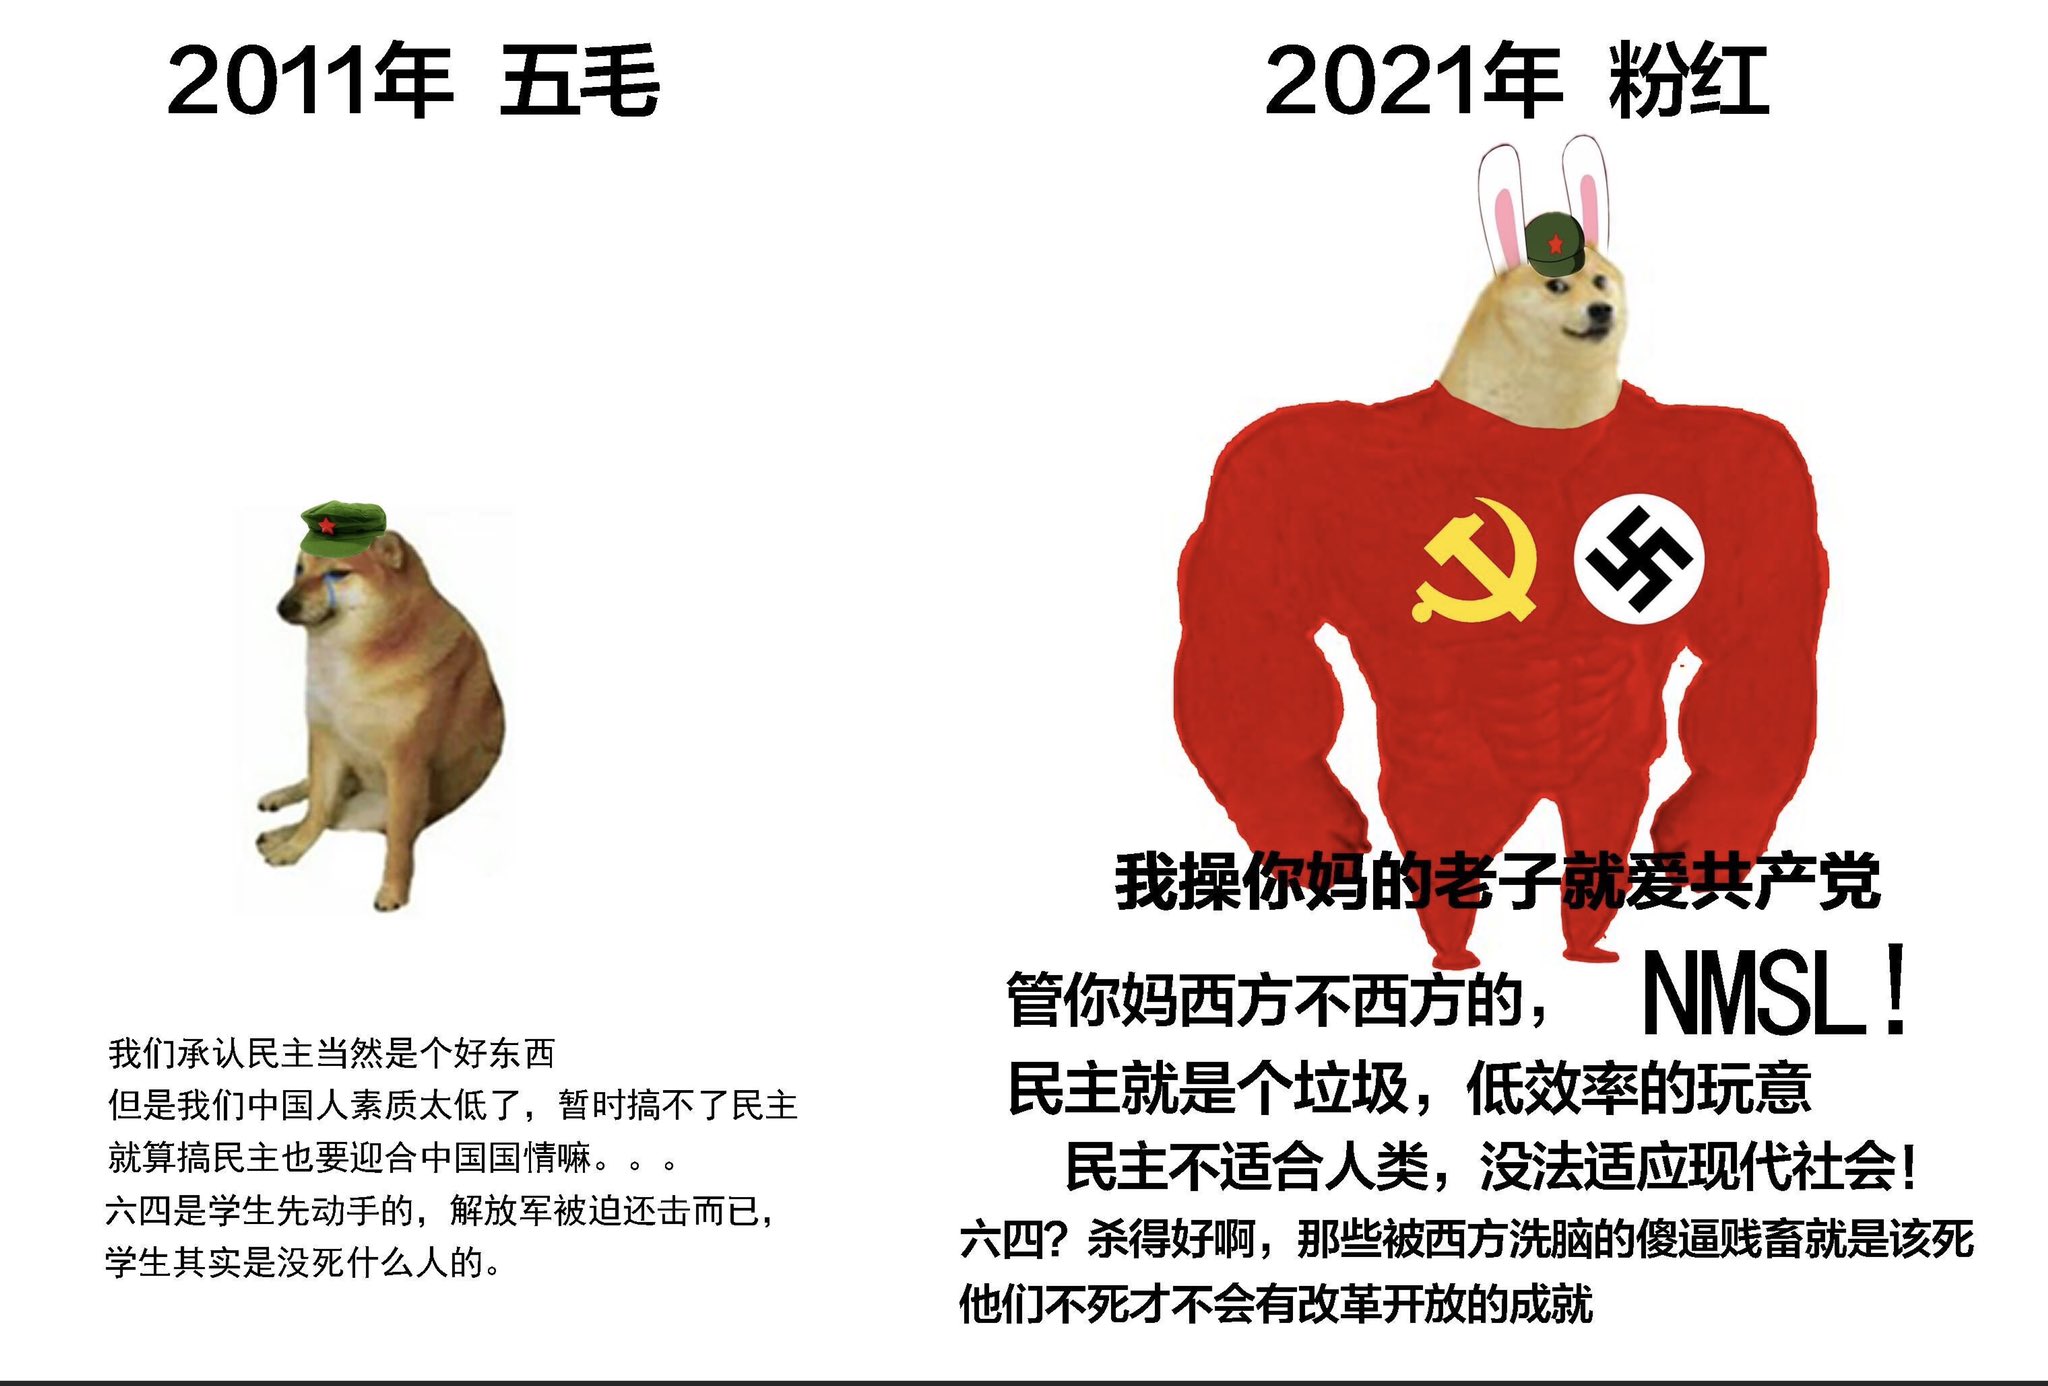 2011年 五毛
我们承认民主当然是个好东西
但是我们中国人素质太低了，暂时搞不了民主
就算搞民主也要迎合中国国情嘛。。。
六四是学生先动手的，解放军被迫还击而已，
学生其实是没死什么人的。
2021年 粉红
我操你妈的老子就爱共产党
管你妈西方不西方的，NMSL！
民主就是个垃圾，低效率的玩意
民主不适合人类，没法适应现代社会！
六四？杀得好啊，那些被西方洗脑的傻逼贱畜就是该死
他们不死才不会有改革开放的成就